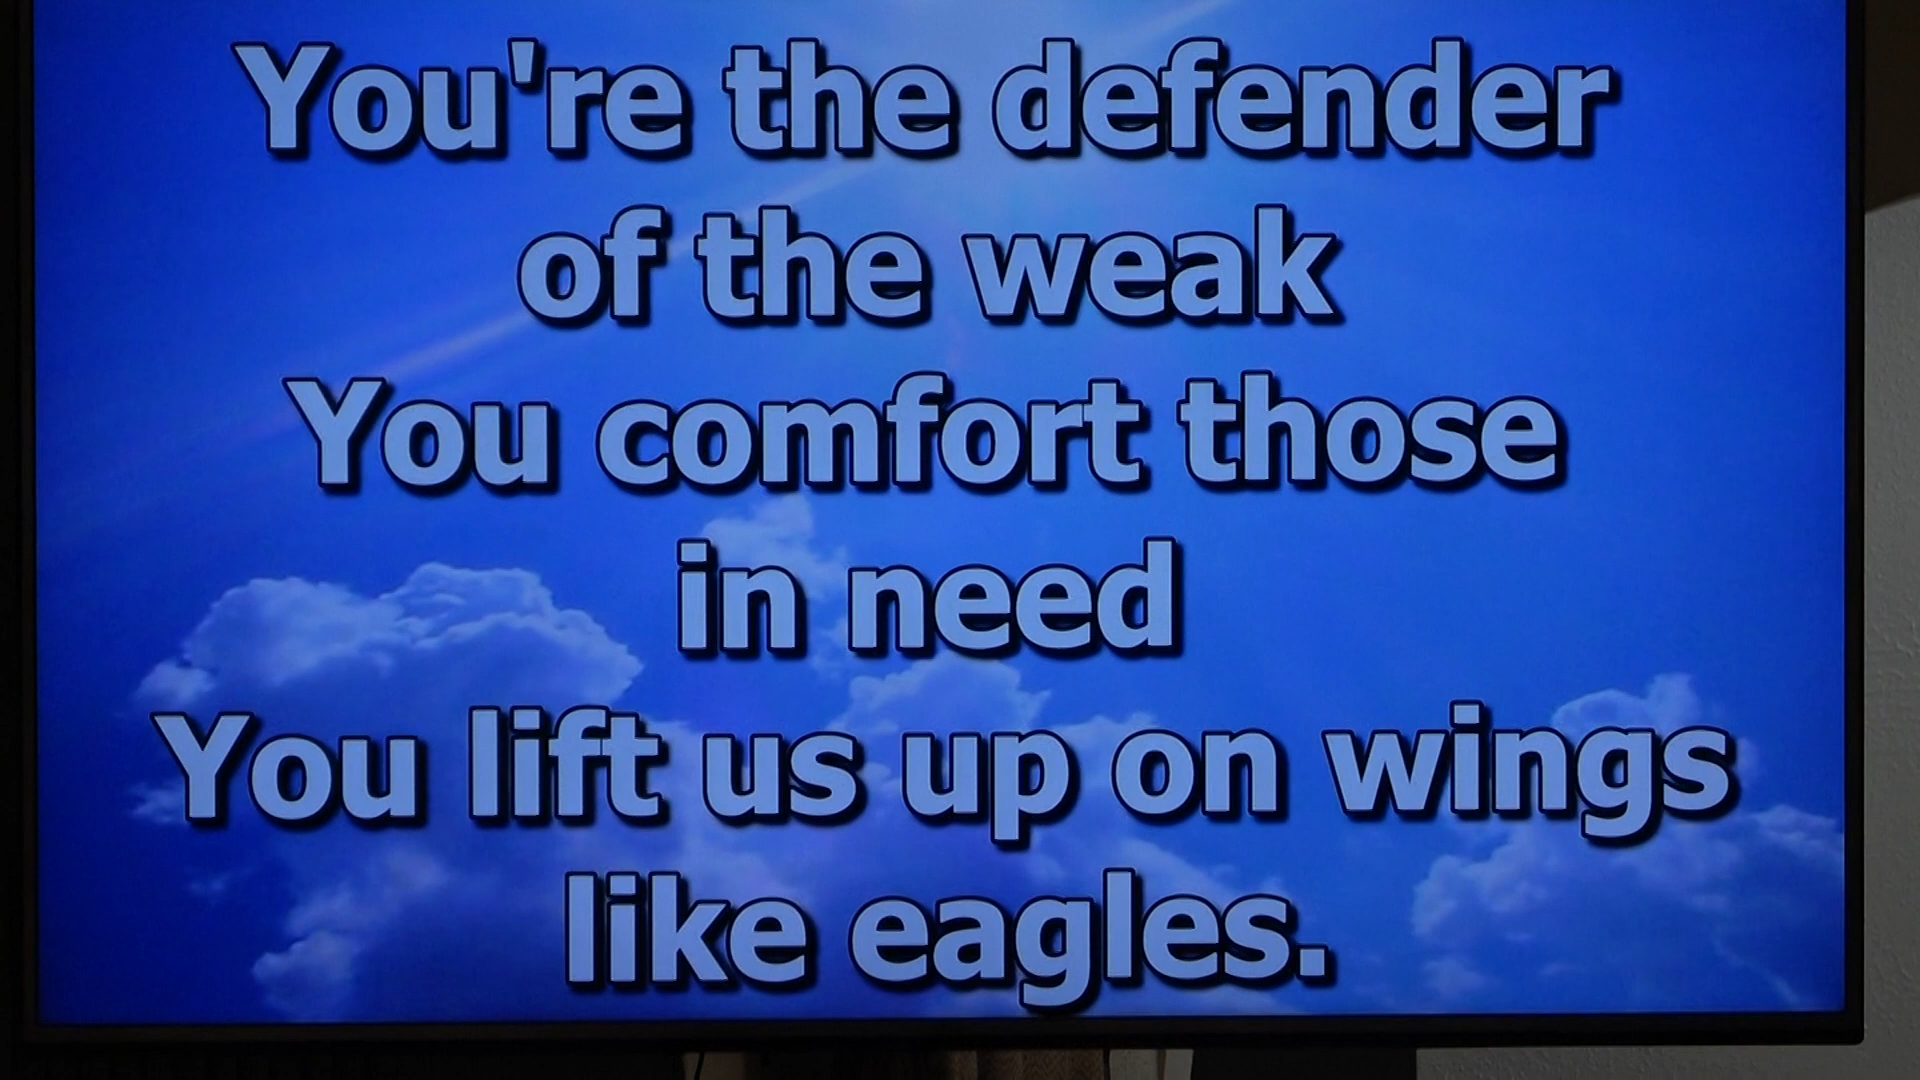 You're the defender
of the weak
You comfort those
in need
You lift us up on wings
like eagles.